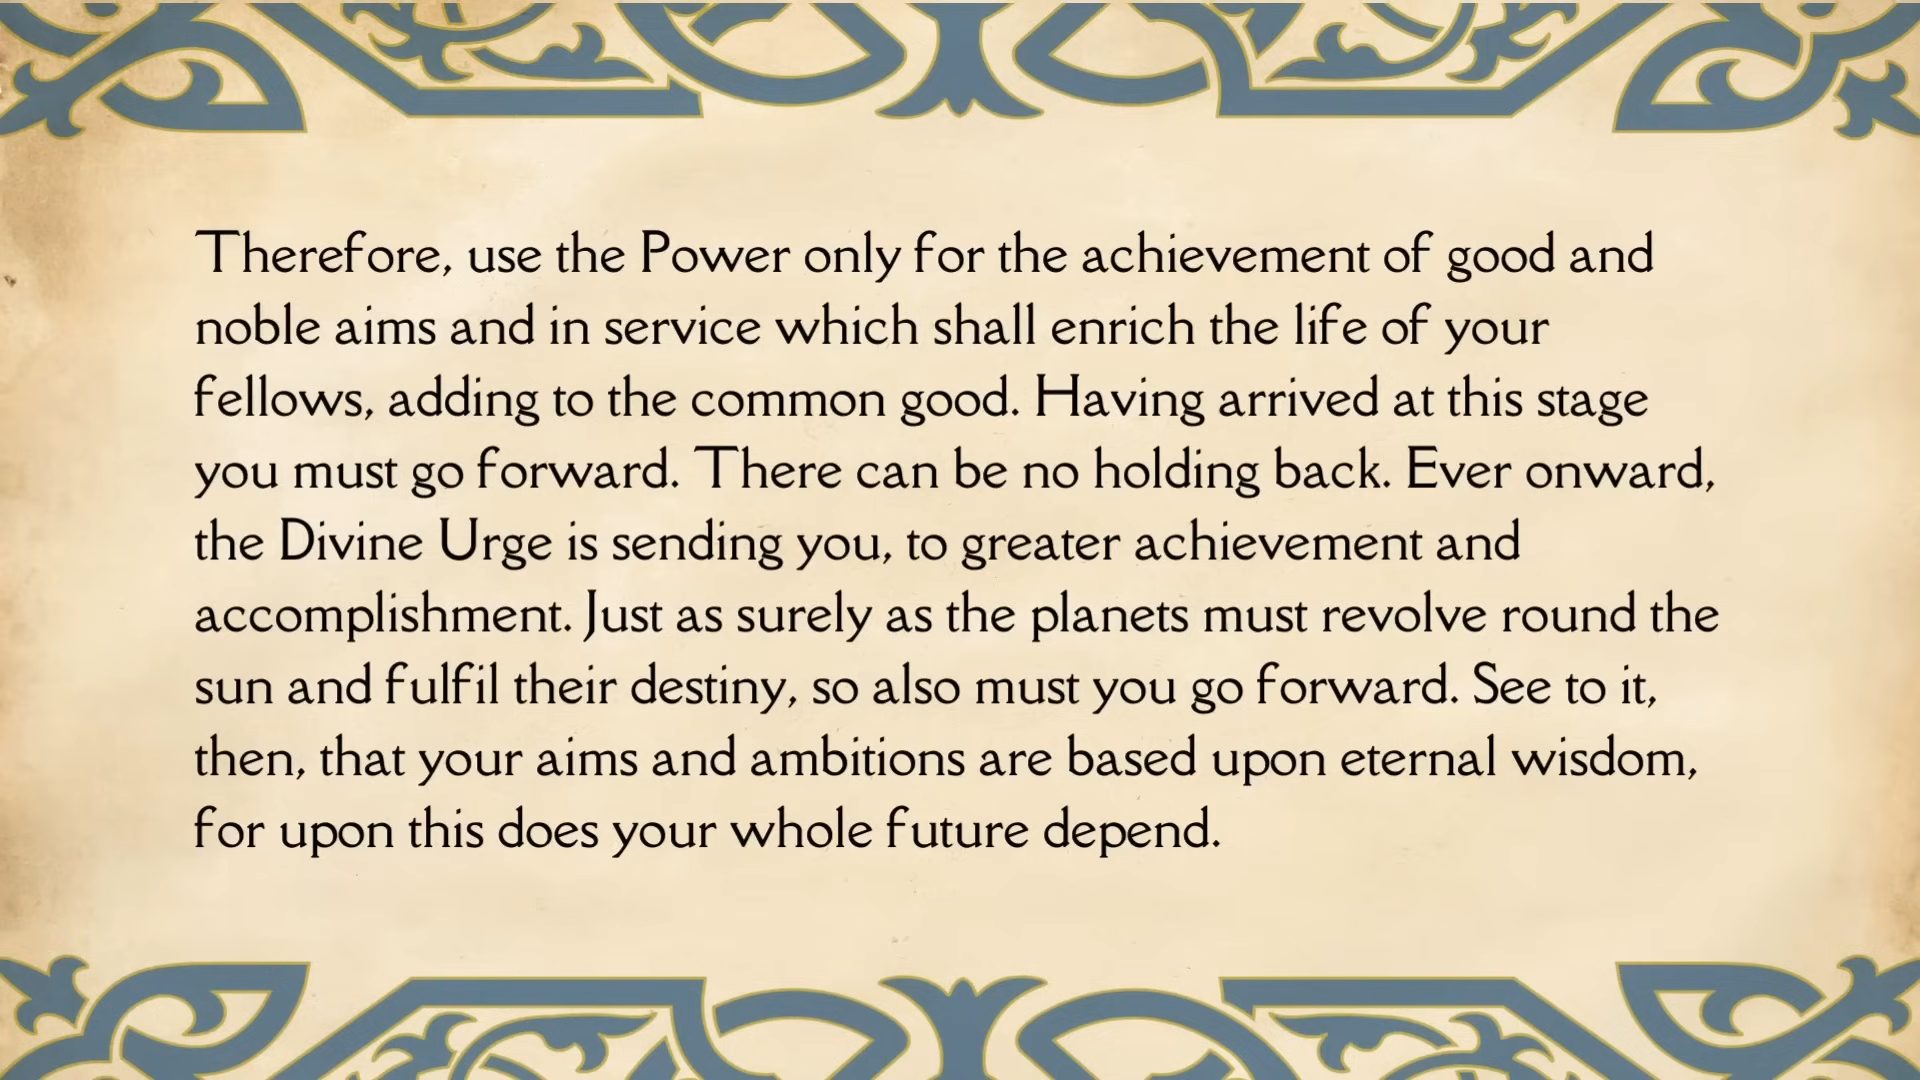 Therefore, use the Power only for the achievement of good and
noble aims and in service which shall enrich the life of your
fellows, adding to the common good. Having arrived at this stage
you must go forward. There can be no holding back. Ever onward,
the Divine Urge is sending you, to greater achievement and
accomplishment. Just as surely as the planets must revolve round the
sun and fulfil their destiny, so also must you go forward. See to it,
then, that your aims and ambitions are based upon eternal wisdom,
for upon this does your whole future depend.